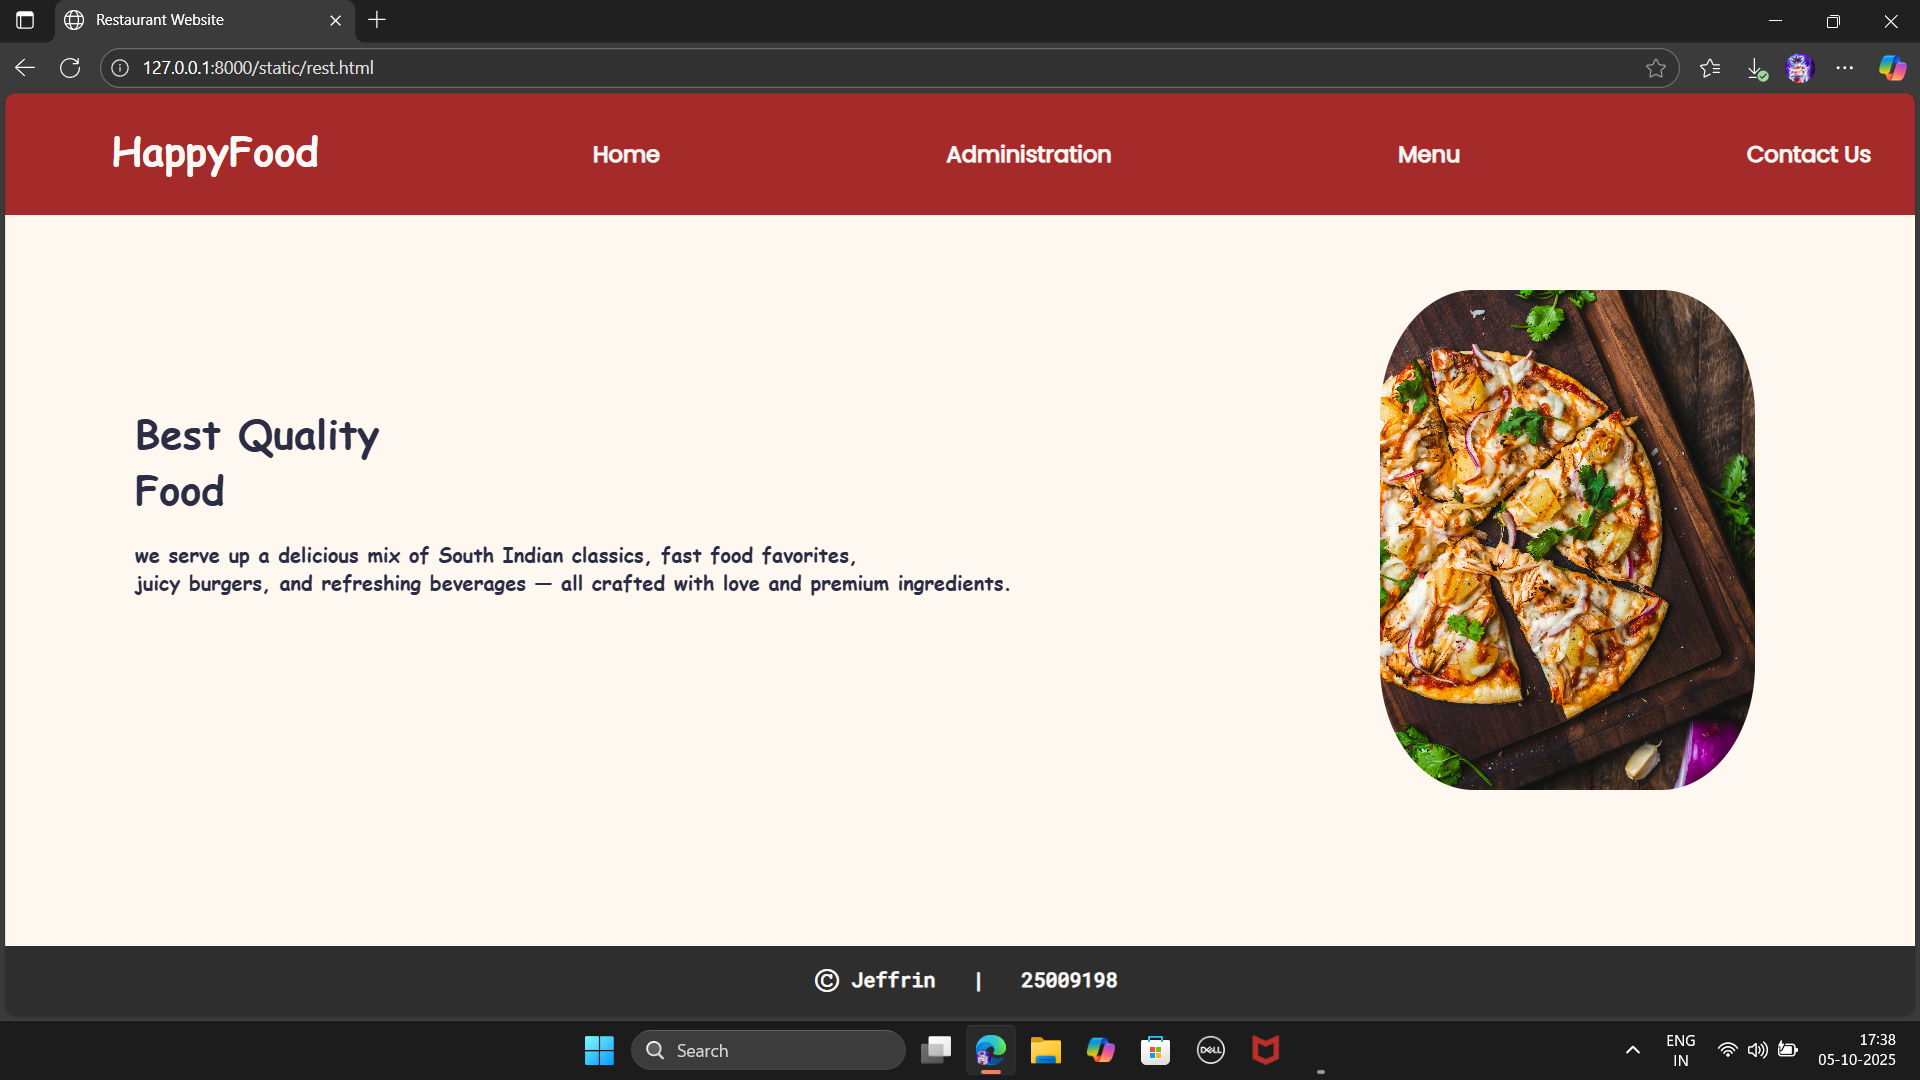 Restaurant Website
127.0.0.1:8000/static/rest.html
HappyFood
Home
Administration
Menu
Contact Us
Best Quality
Food
we serve up a delicious mix of South Indian classics, fast food favorites,
juicy burgers, and refreshing beverages — all crafted with love and premium ingredients.
© Jeffrin | 25009198
Search
DELL
ENG
IN
17:38
05-10-2025